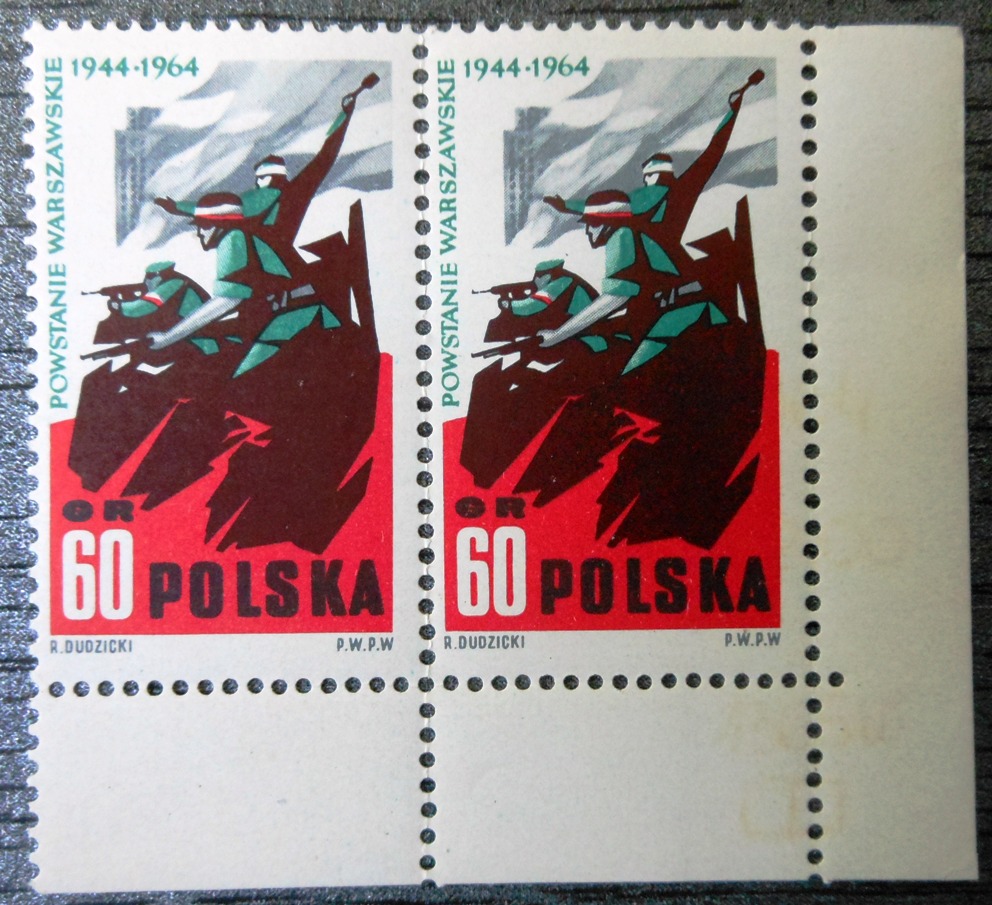 POWSTANIE WARSZAWSKIE
1944·1964
GR
60 POLSKA
R.DUDZICKI P.W.P.W
POWSTANIE WARSZAWSKIE
1944·1964
GR
60 POLSKA
R.DUDZICKI P.W.P.W